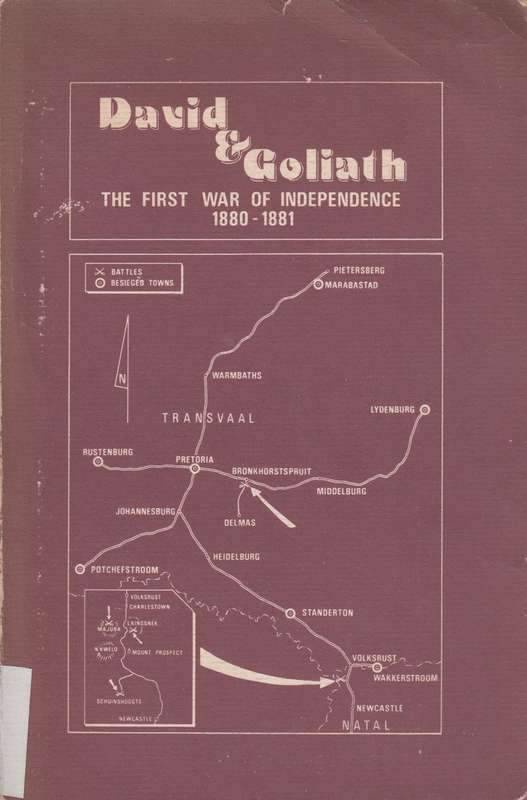 David
& Goliath
THE FIRST WAR OF INDEPENDENCE
1880-1881
BATTLES
BESIEGED TOWNS
PIETERSBERG
MARABASTAD
N
WARMBATHS
TRANSVAAL
LYDENBURG
RUSTENBURG
PRETORIA
BRONKHORSTSPRUIT
MIDDELBURG
JOHANNESBURG
DELMAS
HEIDELBURG
POTCHEFSTROOM
STANDERTON
VOLKSRUST
CHARLESTOWN
MAJUBA
LAINGSNEK
NKWELO
MOUNT PROSPECT
SCHUINSHOOGTE
NEWCASTLE
VOLKSRUST
WAKKERSTROOM
NEWCASTLE
NATAL